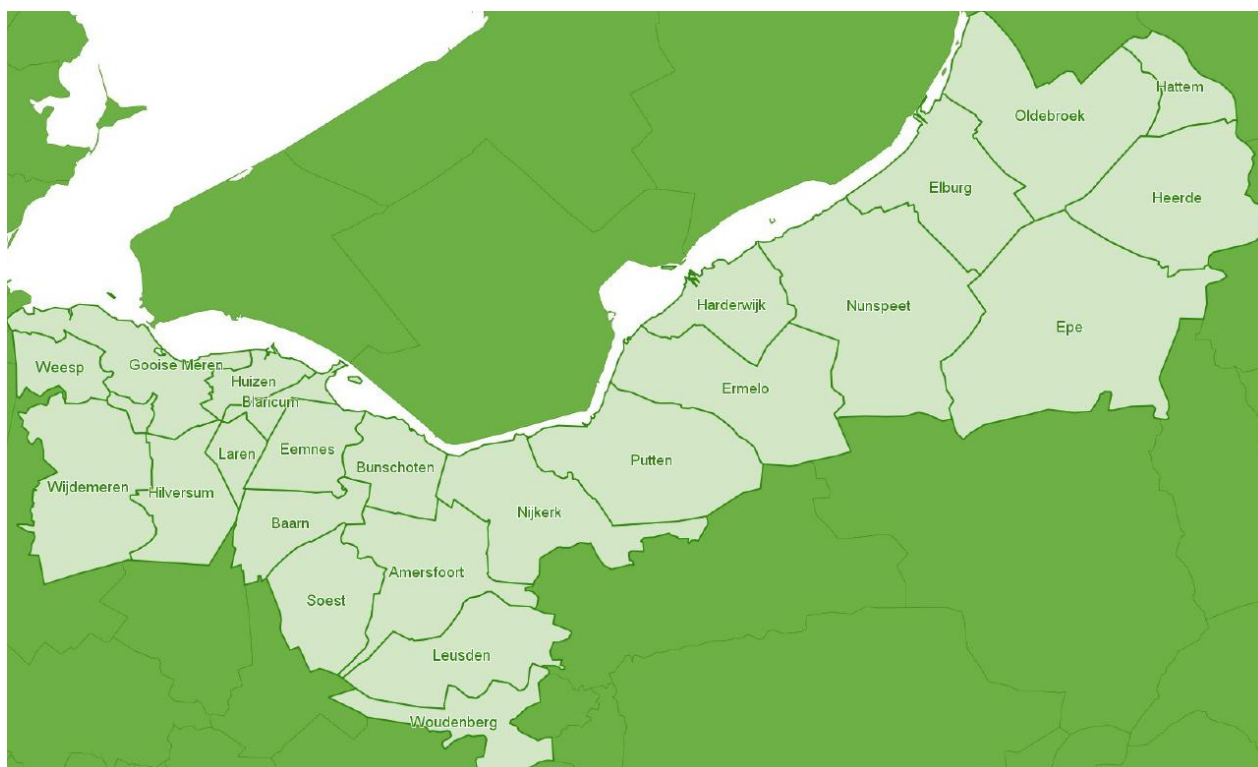 Hattem
Oldebroek
Elburg
Heerde
Harderwijk
Nunspeet
Epe
Weesp
Gooise Meren
Huizen
Blaricum
Ermelo
Laren
Eemnes
Bunschoten
Putten
Wijdemeren
Hilversum
Nijkerk
Baarn
Amersfoort
Soest
Leusden
Woudenberg